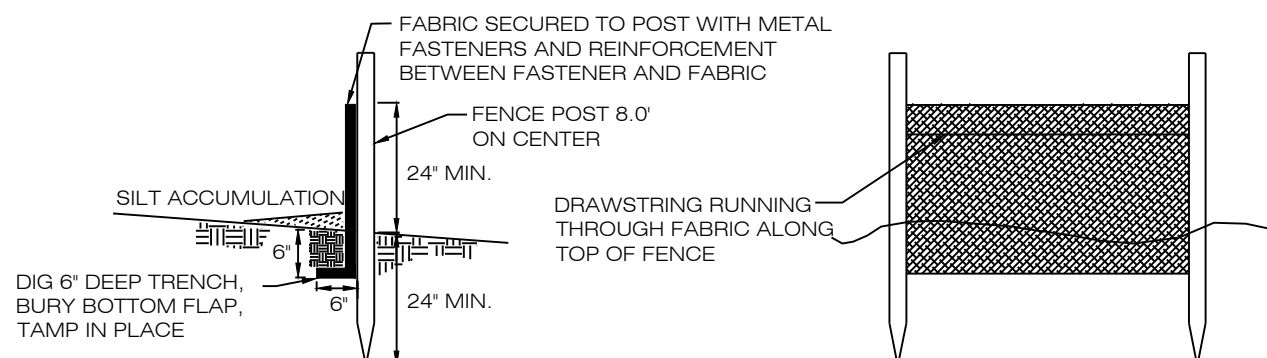 FABRIC SECURED TO POST WITH METAL
FASTENERS AND REINFORCEMENT
BETWEEN FASTENER AND FABRIC
FENCE POST 8.0'
ON CENTER
24" MIN.
SILT ACCUMULATION
6"
DIG 6" DEEP TRENCH,
BURY BOTTOM FLAP,
TAMP IN PLACE
6"
24" MIN.
DRAWSTRING RUNNING
THROUGH FABRIC ALONG
TOP OF FENCE